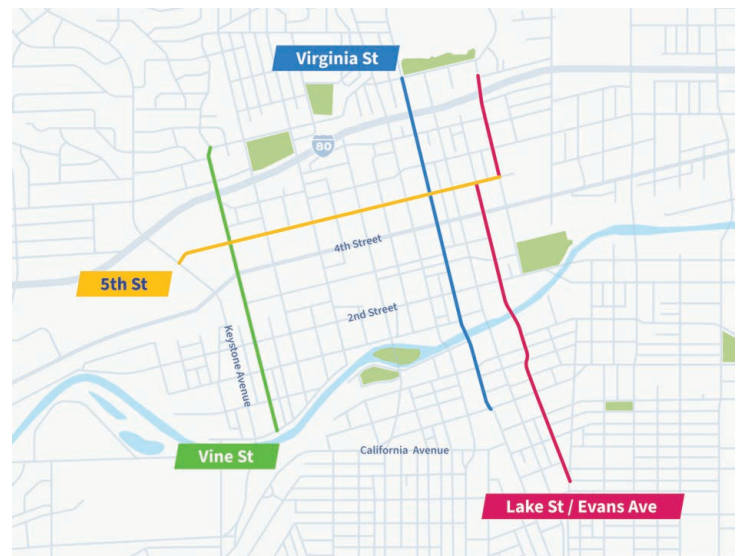 Virginia St
80
4th Street
5th St
2nd Street
Keystone Avenue
California Avenue
Vine St
Lake St / Evans Ave